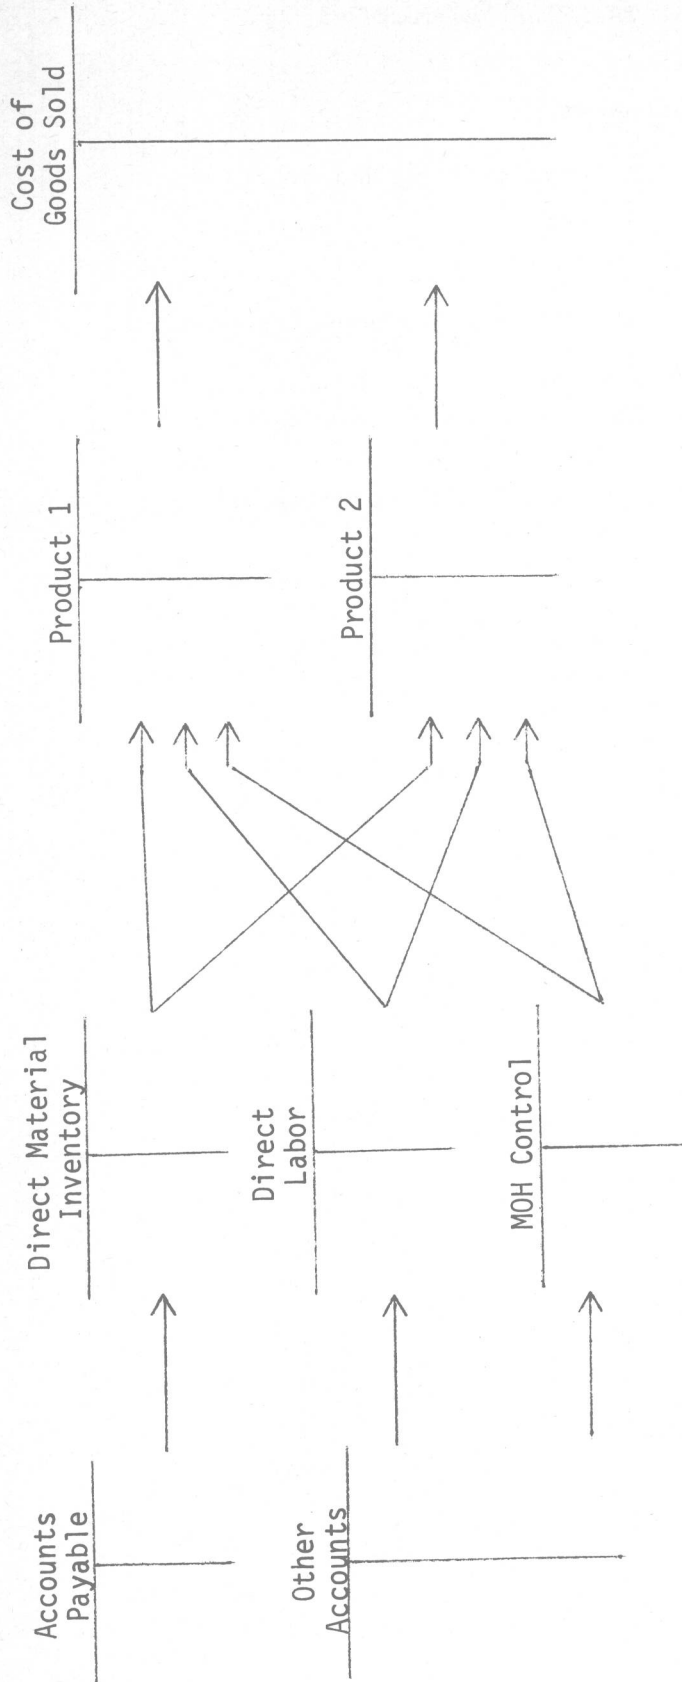 Accounts
Payable
Other
Accounts
Direct Material
Inventory
Direct
Labor
MOH Control
Product 1
Product 2
Cost of
Goods Sold